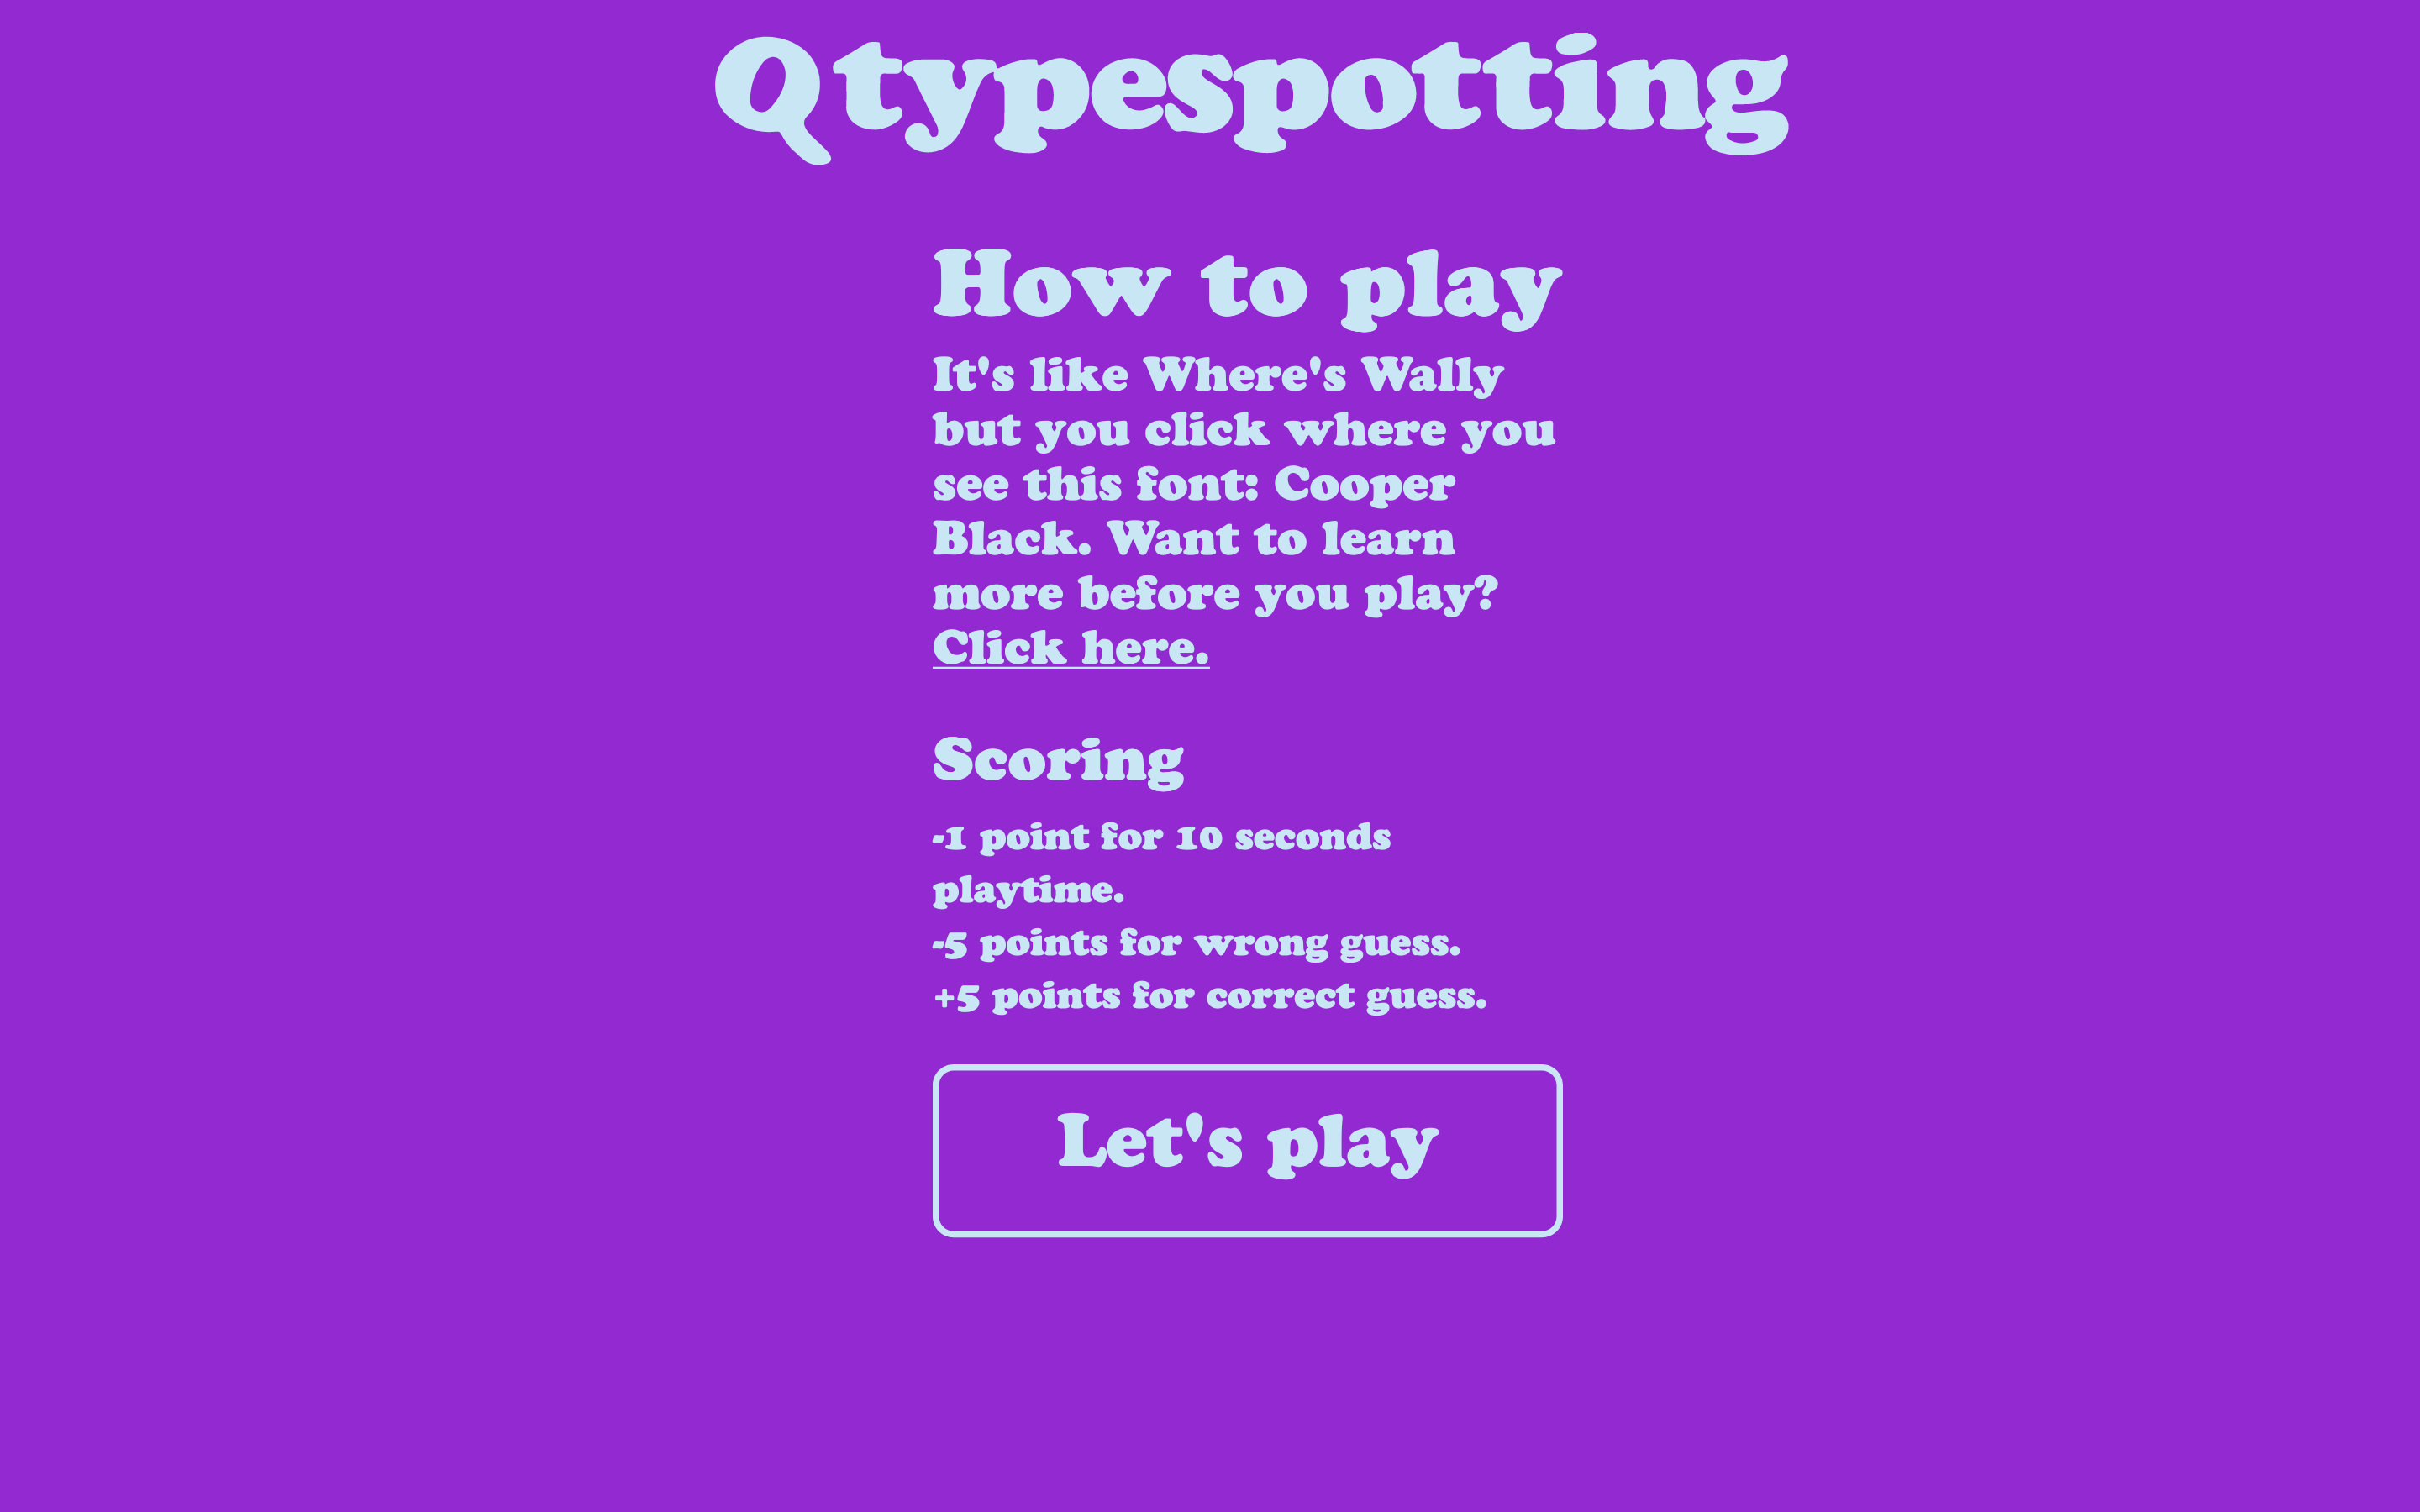 Qtypespotting
How to play
It's like Where's Wally
but you click where you
see this font: Cooper
Black. Want to learn
more before you play?
Click here.
Scoring
-1 point for 10 seconds
playtime.
-5 points for wrong guess.
+5 points for correct guess.
Let's play